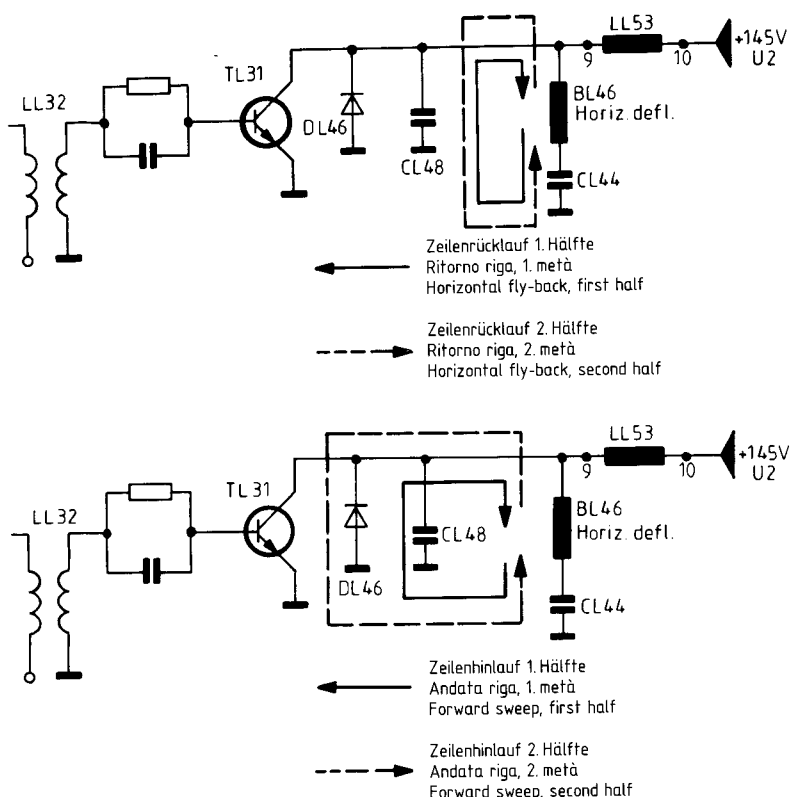 LL53
+145V
U2
9
10
TL31
LL32
DL46
CL48
BL46
Horiz. defl.
CL44
Zeilenrücklauf 1. Hälfte
Ritorno riga, 1. metà
Horizontal fly-back, first half
Zeilenrücklauf 2. Hälfte
Ritorno riga, 2. metà
Horizontal fly-back, second half
LL53
+145V
U2
9
10
TL31
LL32
BL46
Horiz. defl.
CL48
DL46
CL44
Zeilenhinlauf 1. Hälfte
Andata riga, 1. metà
Forward sweep, first half
Zeilenhinlauf 2. Hälfte
Andata riga, 2. metà
Forward sweep, second half